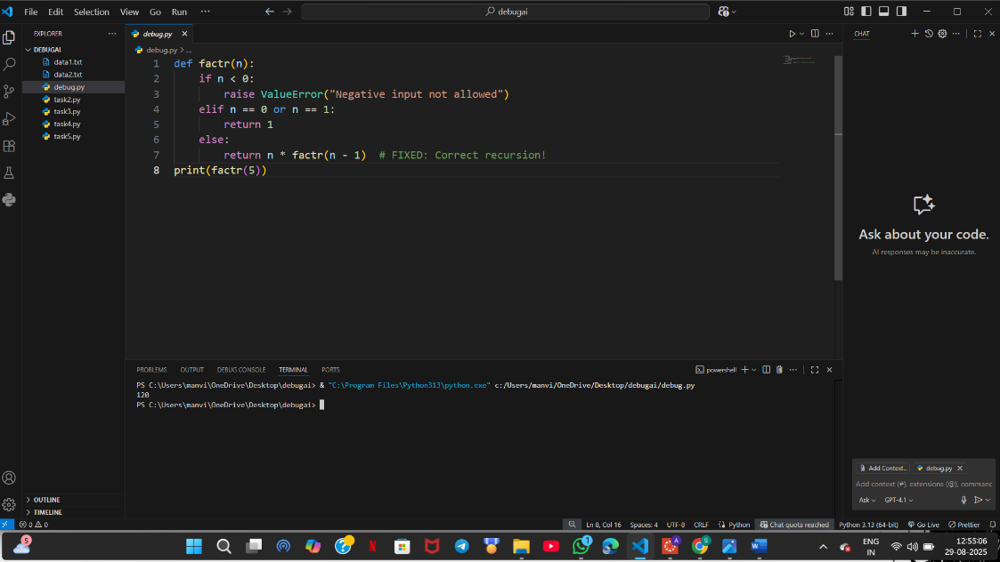 File Edit Selection View Go Run ···
debugai
EXPLORER ···
DEBUGAI
data1.txt
data2.txt
debug.py
task2.py
task3.py
task4.py
task5.py
OUTLINE
TIMELINE
debug.py
debug.py > ...
1 def factr(n):
2 if n < 0:
3 raise ValueError("Negative input not allowed")
4 elif n == 0 or n == 1:
5 return 1
6 else:
7 return n * factr(n - 1) # FIXED: Correct recursion!
8 print(factr(5))
PROBLEMS OUTPUT DEBUG CONSOLE TERMINAL PORTS
powershell
PS C:\Users\manvi\OneDrive\Desktop\debugai> & "C:\Program Files\Python313\python.exe" c:/Users/manvi/OneDrive/Desktop/debugai/debug.py
120
PS C:\Users\manvi\OneDrive\Desktop\debugai>
CHAT
Ask about your code.
AI responses may be inaccurate.
Add Context... debug.py
Add context (#), extensions (@), commanc
Ask GPT-4.1
0 0 Ln 8, Col 16 Spaces: 4 UTF-8 CRLF Python Chat quota reached Python 3.13 (64-bit) Go Live Prettier
5
1
A
S
ENG
IN
12:55:06
29-08-2025